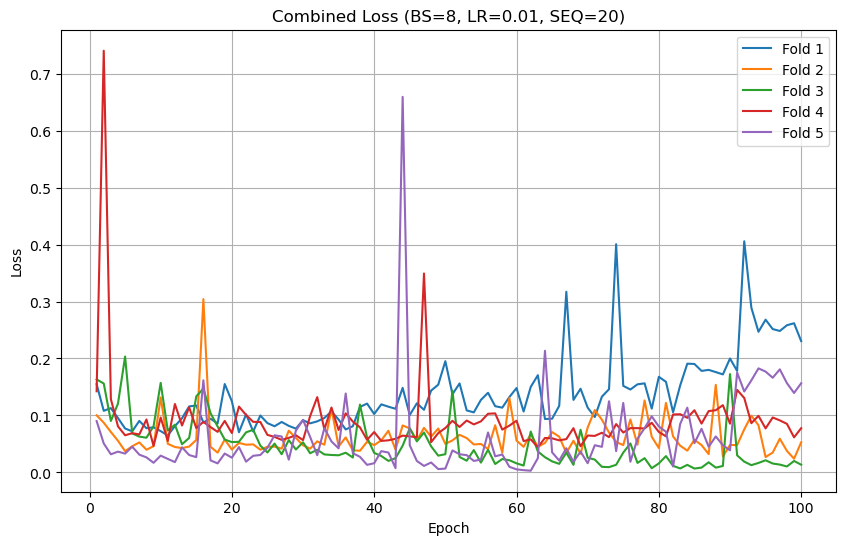 Combined Loss (BS=8, LR=0.01, SEQ=20)
Fold 1
Fold 2
Fold 3
Fold 4
Fold 5
Loss
0.7
0.6
0.5
0.4
0.3
0.2
0.1
0.0
0 20 40 60 80 100
Epoch